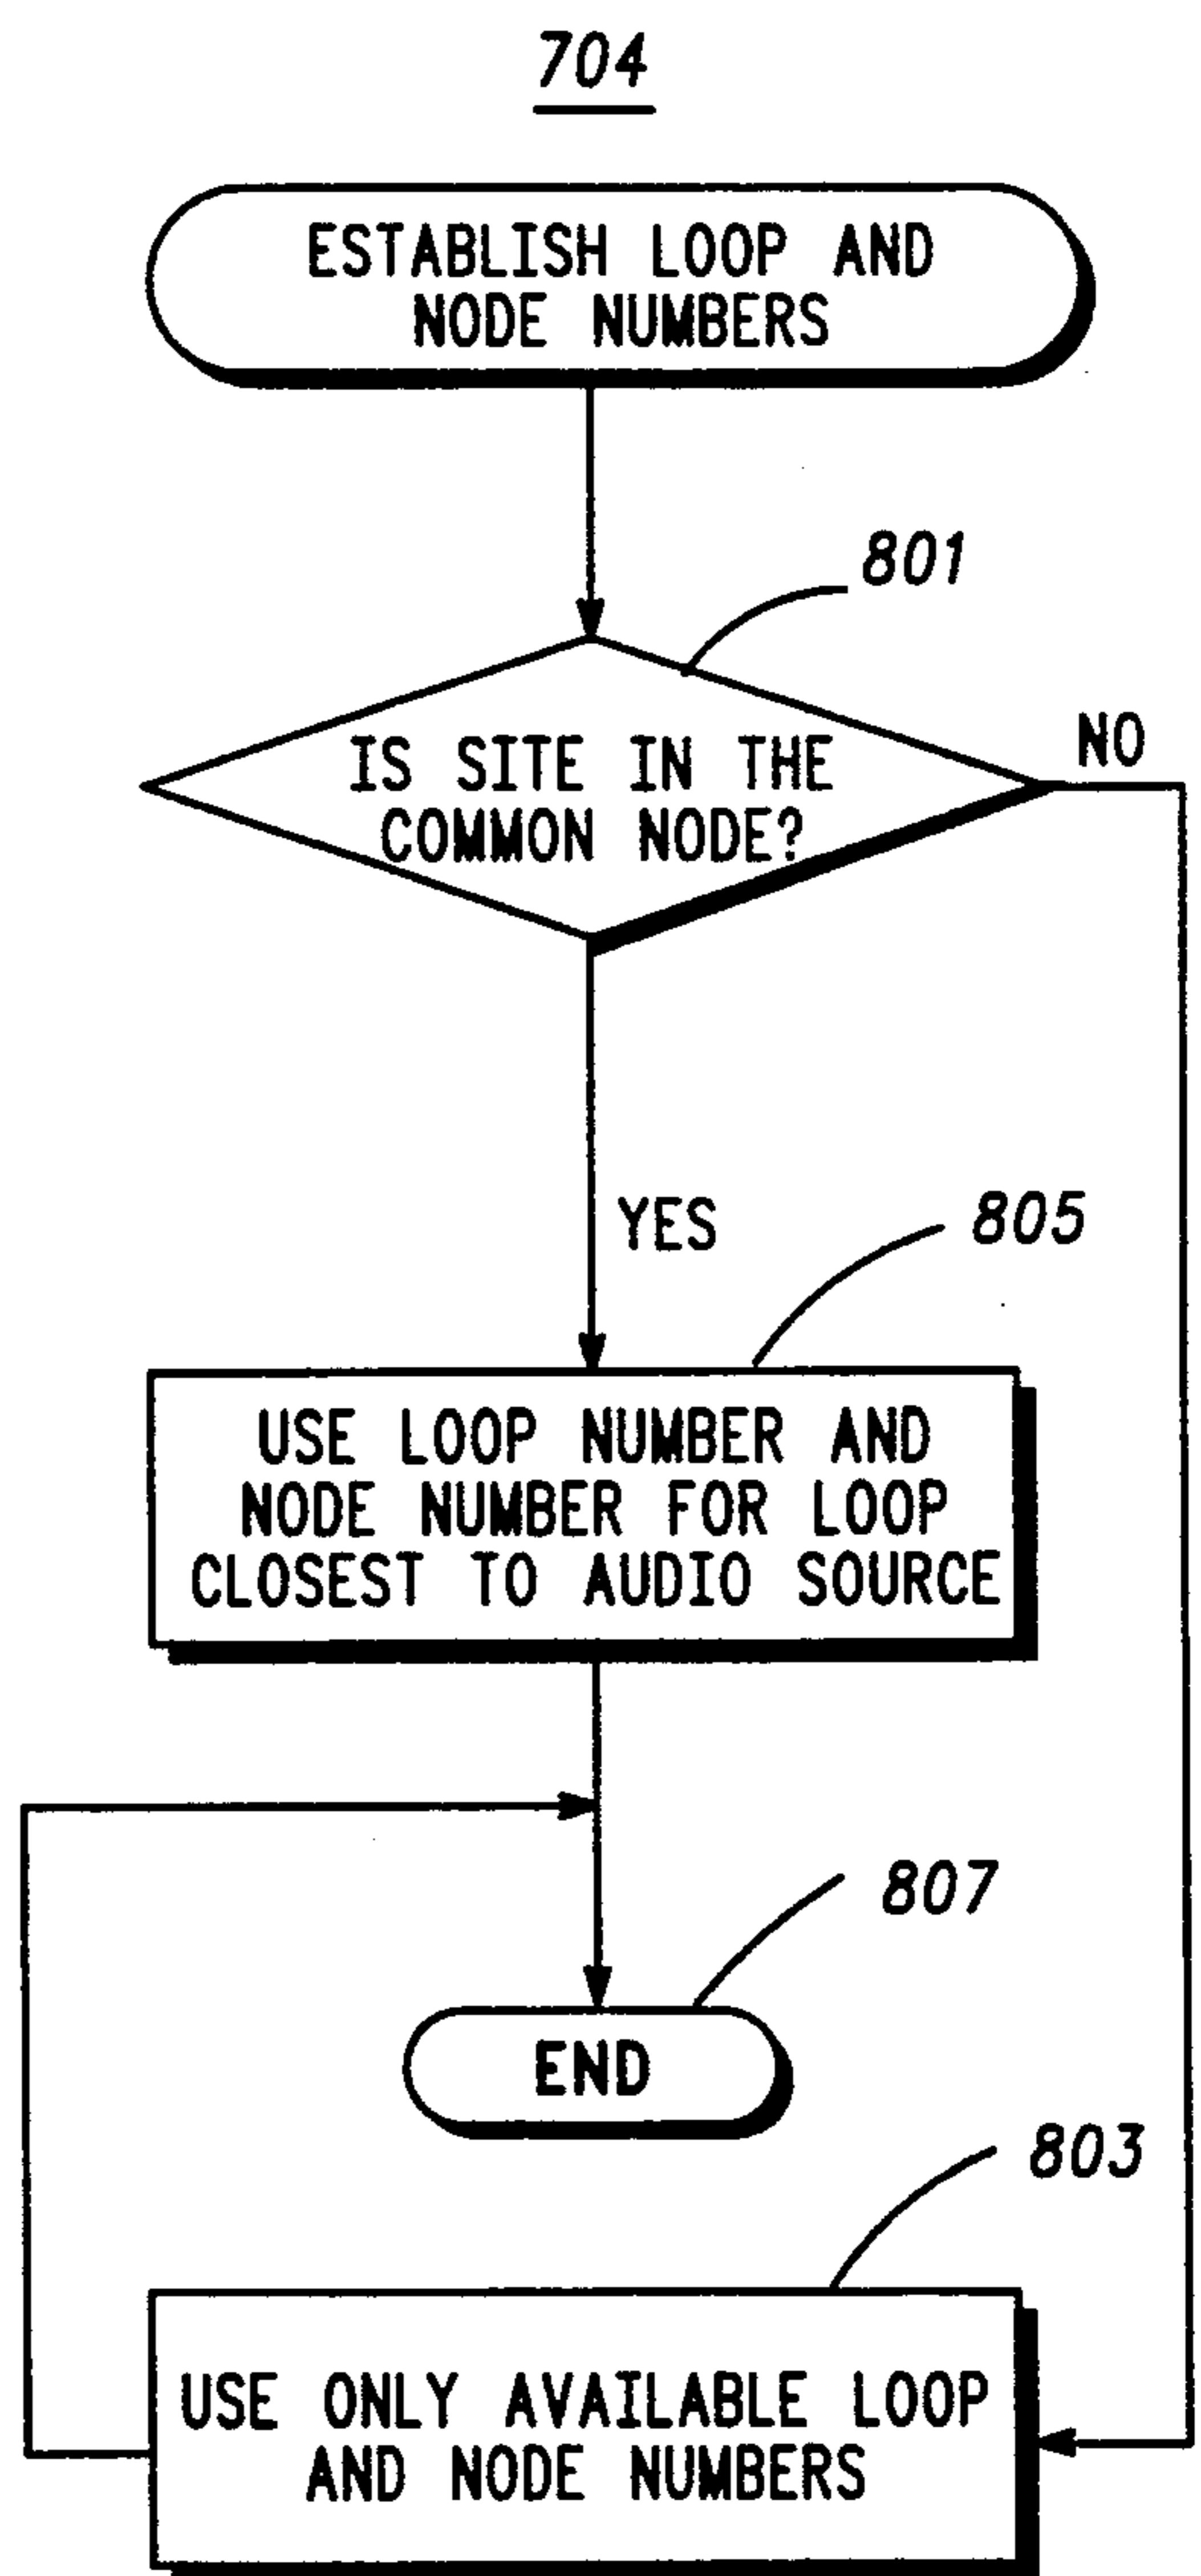 704
ESTABLISH LOOP AND
NODE NUMBERS
801
IS SITE IN THE
COMMON NODE?
NO
YES
805
USE LOOP NUMBER AND
NODE NUMBER FOR LOOP
CLOSEST TO AUDIO SOURCE
807
END
803
USE ONLY AVAILABLE LOOP
AND NODE NUMBERS